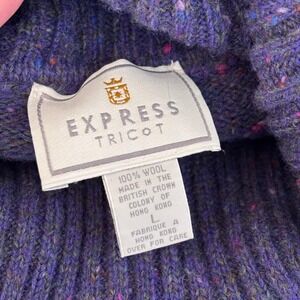 EXPRESS
TRICOT
100% WOOL
MADE IN THE
BRITISH CROWN
COLONY OF
HONG KONG
L
FABRIQUE A
HONG KONG
OVER FOR CARE